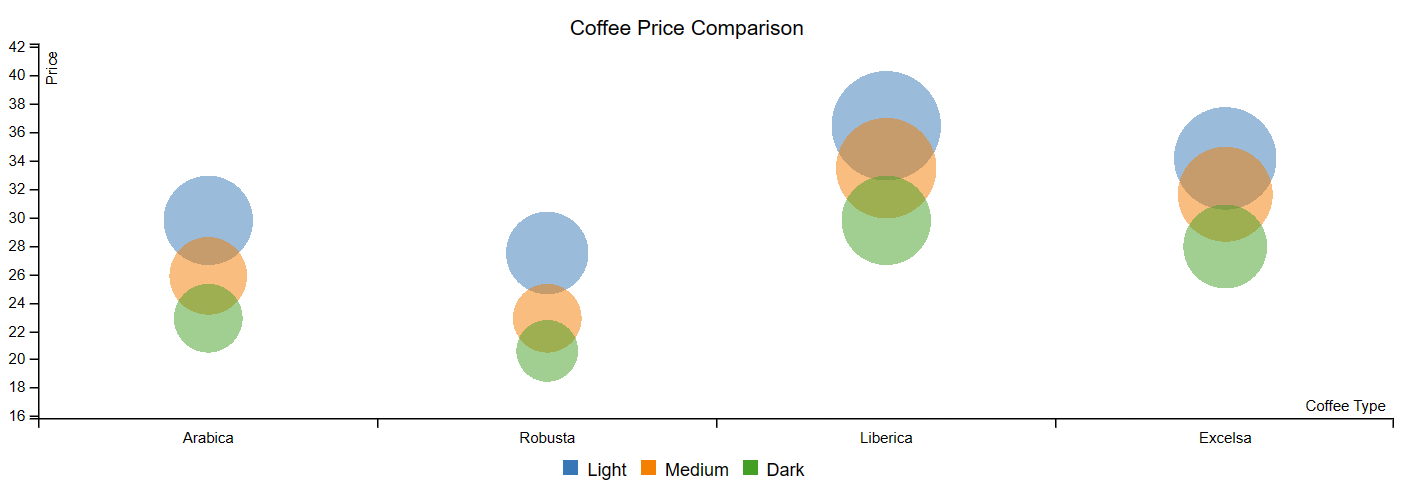 Coffee Price Comparison
Price
42
40
38
36
34
32
30
28
26
24
22
20
18
16
Coffee Type
Arabica Robusta Liberica Excelsa
Light Medium Dark